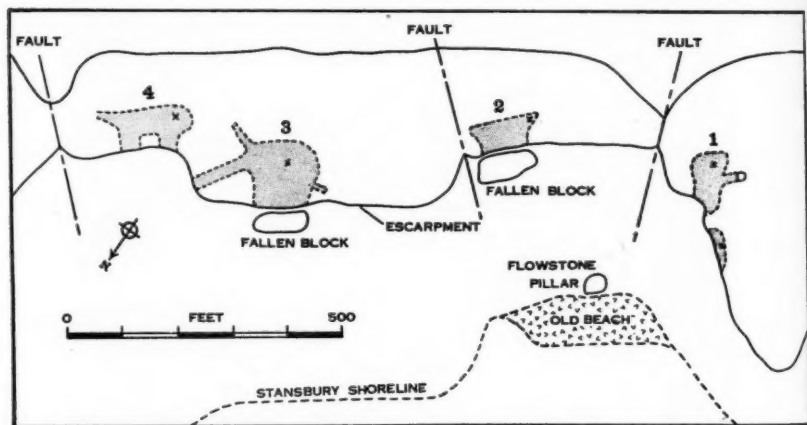 FAULT
FAULT
FAULT
4
3
2
1
FALLEN BLOCK
FALLEN BLOCK
ESCARPMENT
N
FLOWSTONE
PILLAR
OLD BEACH
0 FEET 500
STANSBURY SHORELINE